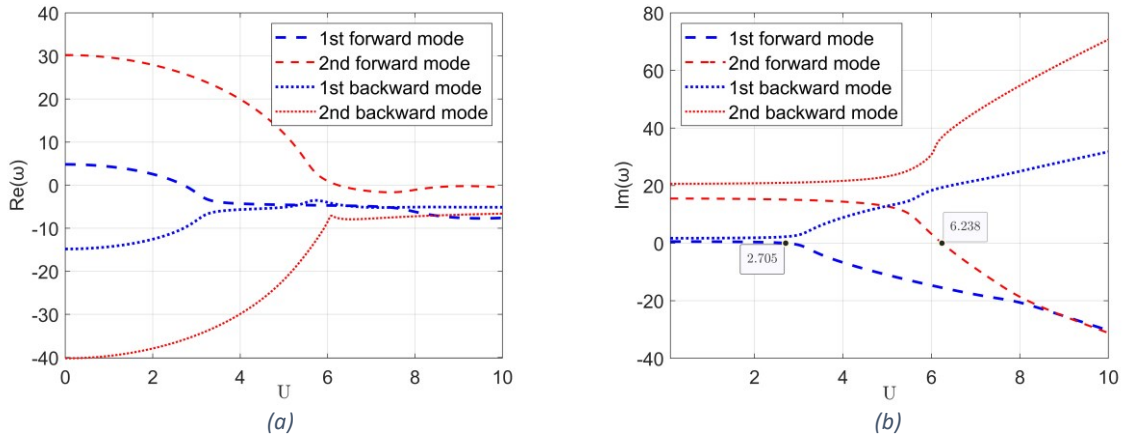 40
30
20
10
0
-10
-20
-30
-40
Re(ω)
1st forward mode
2nd forward mode
1st backward mode
2nd backward mode
0 2 4 6 8 10
U
(a)
80
60
40
20
0
-20
-40
Im(ω)
1st forward mode
2nd forward mode
1st backward mode
2nd backward mode
6.238
2.705
2 4 6 8 10
U
(b)